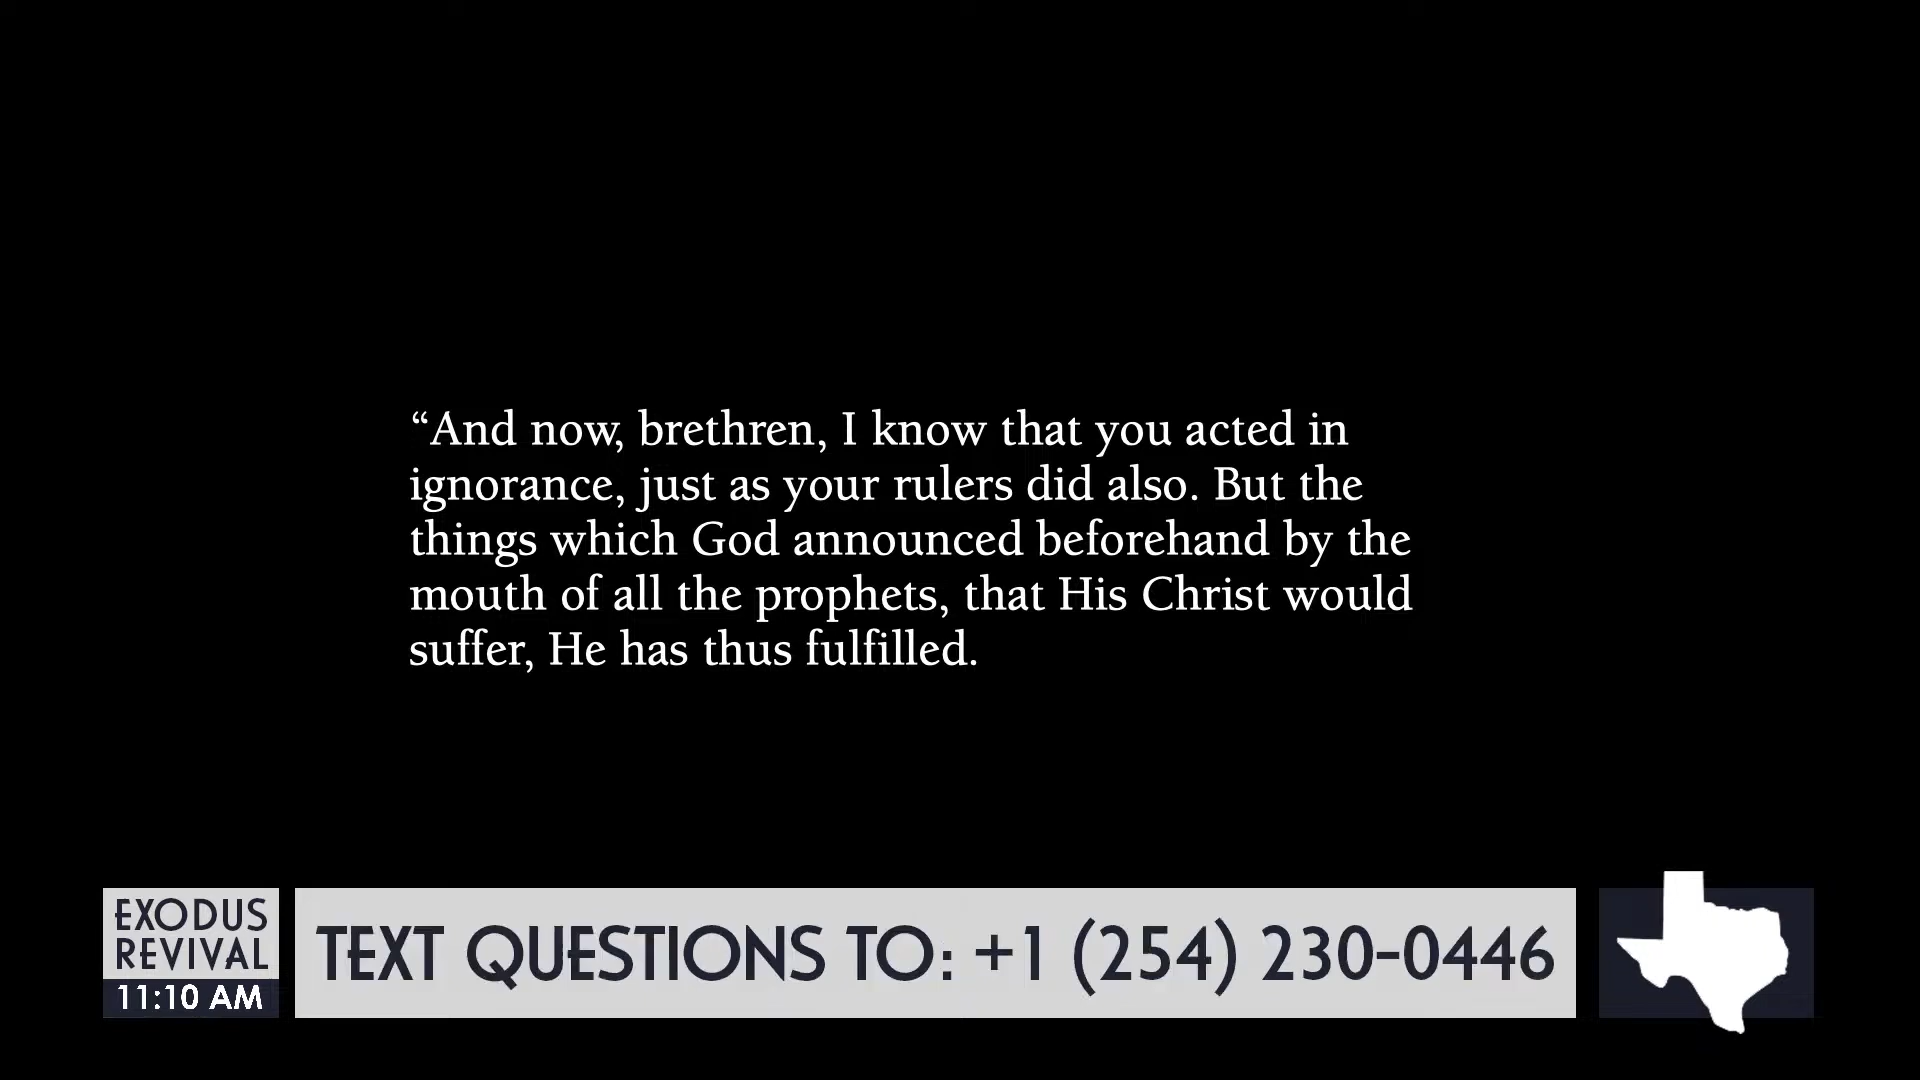 “And now, brethren, I know that you acted in
ignorance, just as your rulers did also. But the
things which God announced beforehand by the
mouth of all the prophets, that His Christ would
suffer, He has thus fulfilled.
EXODUS
REVIVAL
11:10 AM
TEXT QUESTIONS TO: +1 (254) 230-0446